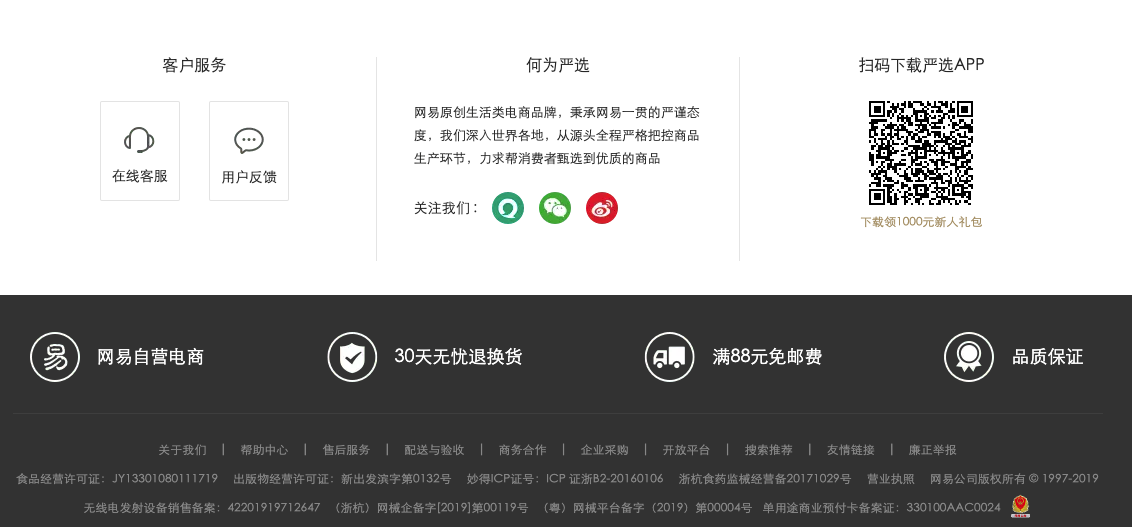 客户服务
在线客服
用户反馈
何为严选
网易原创生活类电商品牌，秉承网易一贯的严谨态
度，我们深入世界各地，从源头全程严格把控商品
生产环节，力求帮消费者甄选到优质的商品
关注我们：
扫码下载严选APP
下载领1000元新人礼包
易 网易自营电商
30天无忧退换货
满88元免邮费
品质保证
关于我们 | 帮助中心 | 售后服务 | 配送与验收 | 商务合作 | 企业采购 | 开放平台 | 搜索推荐 | 友情链接 | 廉正举报
食品经营许可证：JY13301080111719 出版物经营许可证：新出发滨字第0132号 妙得ICP证号：ICP 证浙B2-20160106 浙杭食药监械经营备20171029号 营业执照 网易公司版权所有 © 1997-2019
无线电发射设备销售备案：42201919712647 （浙杭）网械企备字[2019]第00119号 （粤）网械平台备字（2019）第00004号 单用途商业预付卡备案证：330100AAC0024